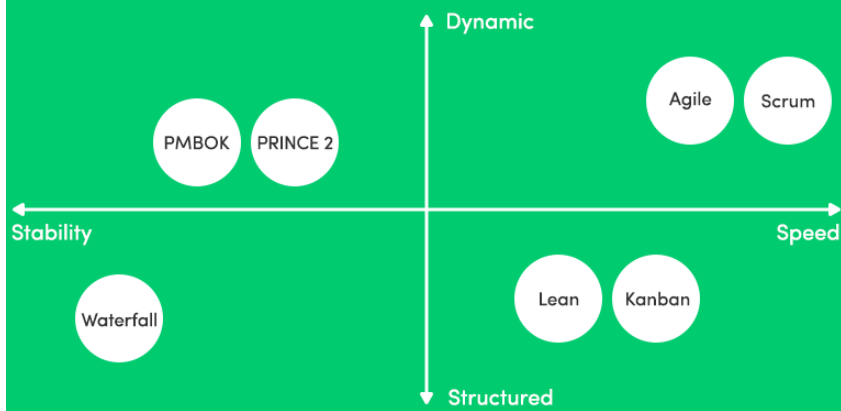 Dynamic
Agile
Scrum
PMBOK
PRINCE 2
Stability
Speed
Lean
Kanban
Waterfall
Structured